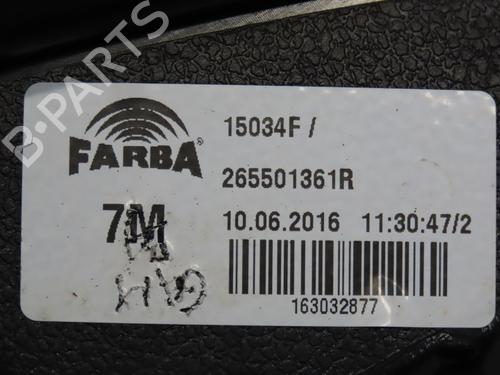 15034F /
FARBA®
265501361R
7M 10.06.2016 11:30:47/2
163032877
B-Parts